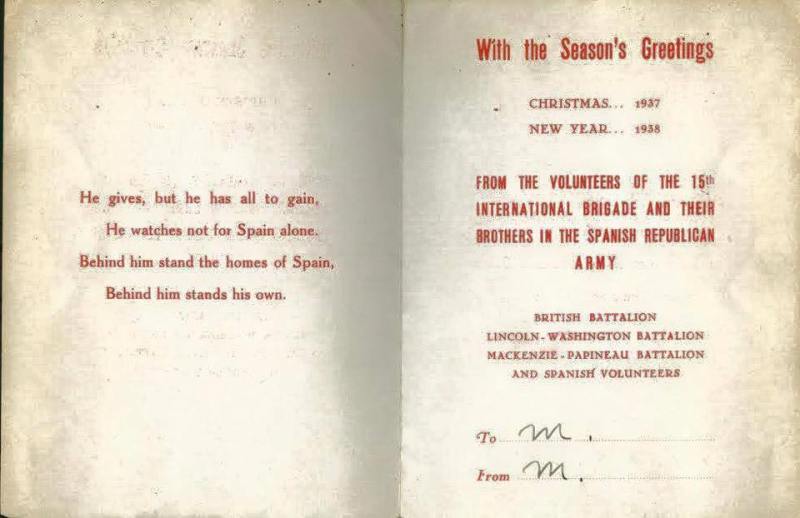 He gives, but he has all to gain,
He watches not for Spain alone.
Behind him stand the homes of Spain,
Behind him stands his own.
With the Season's Greetings
CHRISTMAS... 1937
NEW YEAR... 1938
FROM THE VOLUNTEERS OF THE 15th
INTERNATIONAL BRIGADE AND THEIR
BROTHERS IN THE SPANISH REPUBLICAN
ARMY
BRITISH BATTALION
LINCOLN-WASHINGTON BATTALION
MACKENZIE-PAPINEAU BATTALION
AND SPANISH VOLUNTEERS
To M.
From M.